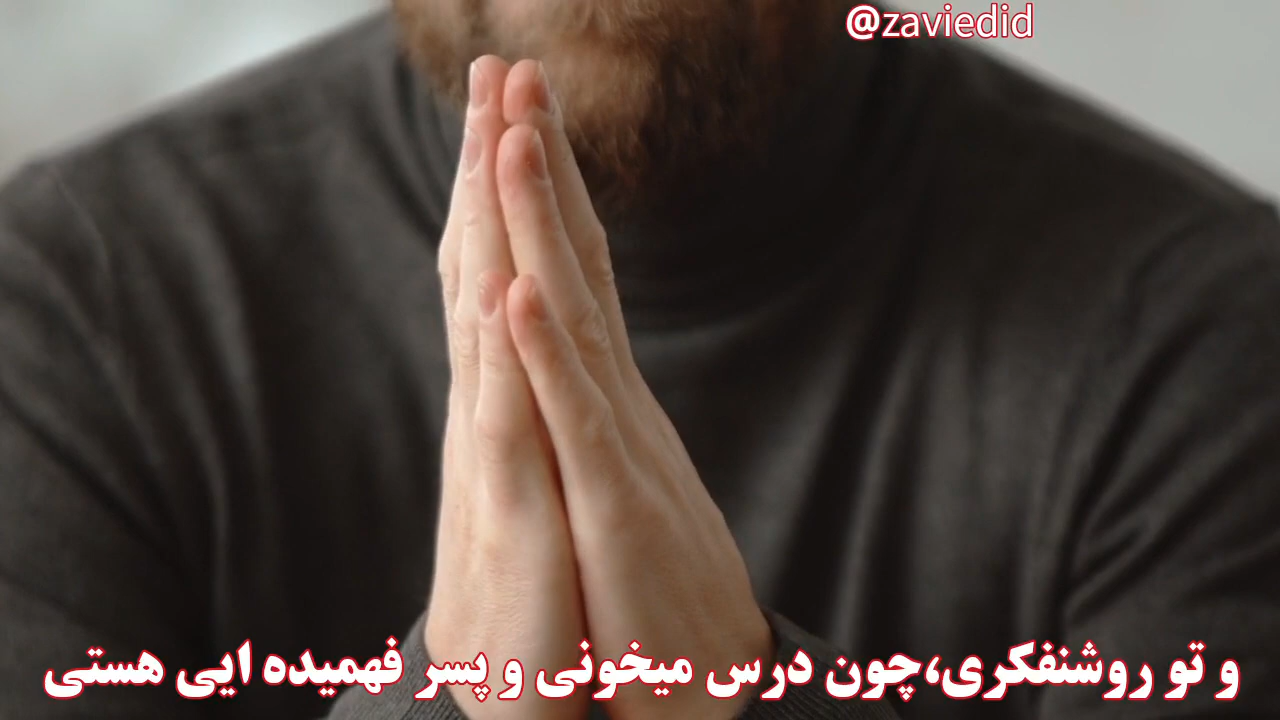 @zaviedid
و تو روشنفکری،چون درس میخونی و پسر فهمیده ایی هستی